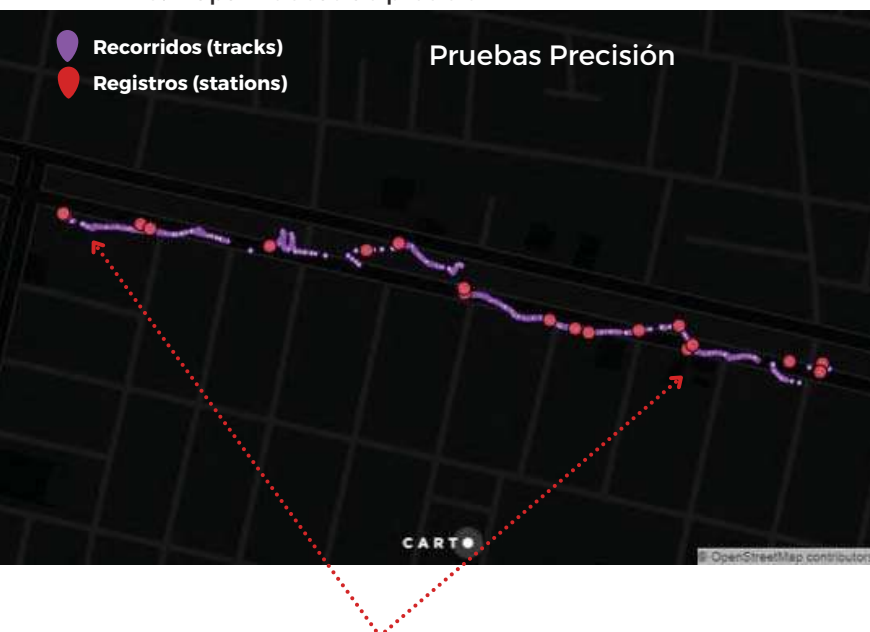 Recorridos (tracks)
Registros (stations)
Pruebas Precisión
CARTO
© OpenStreetMap contributors